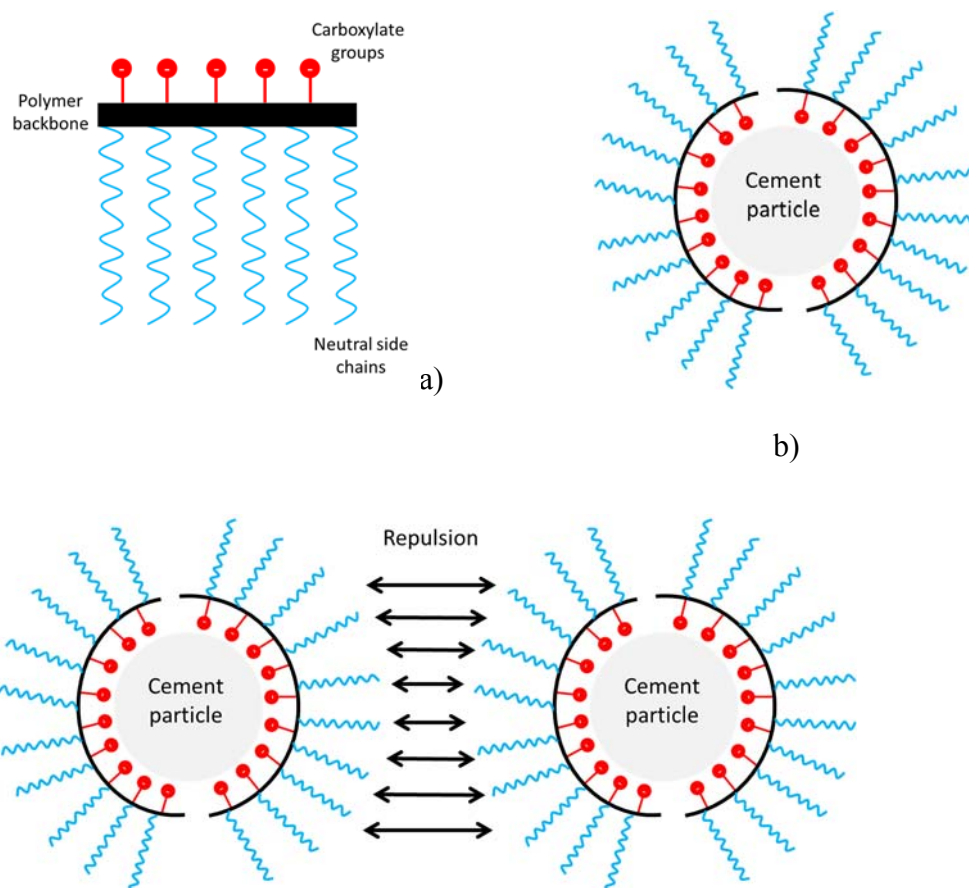 Carboxylate
groups
Polymer
backbone
Neutral side
chains
a)
Cement
particle
b)
Repulsion
Cement
particle
Cement
particle